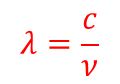 λ = c/ν